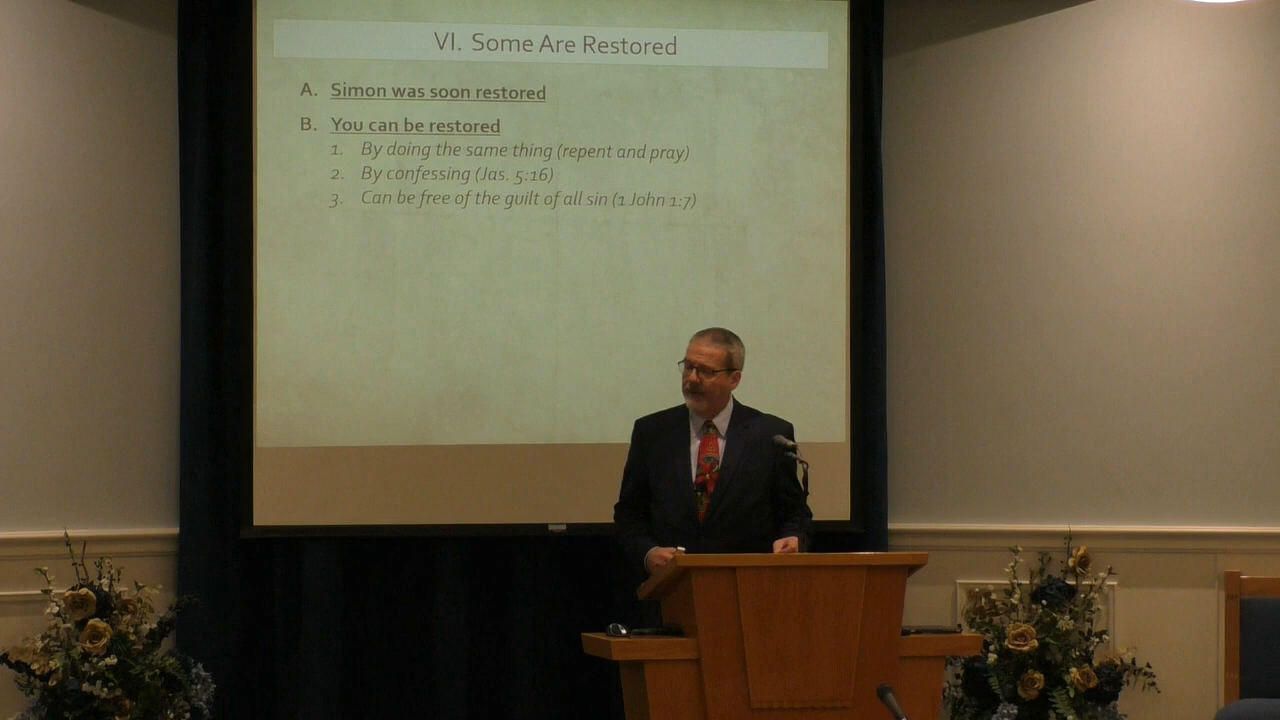 VI. Some Are Restored
A. Simon was soon restored
B. You can be restored
1. By doing the same thing (repent and pray)
2. By confessing (Jas. 5:16)
3. Can be free of the guilt of all sin (1 John 1:7)